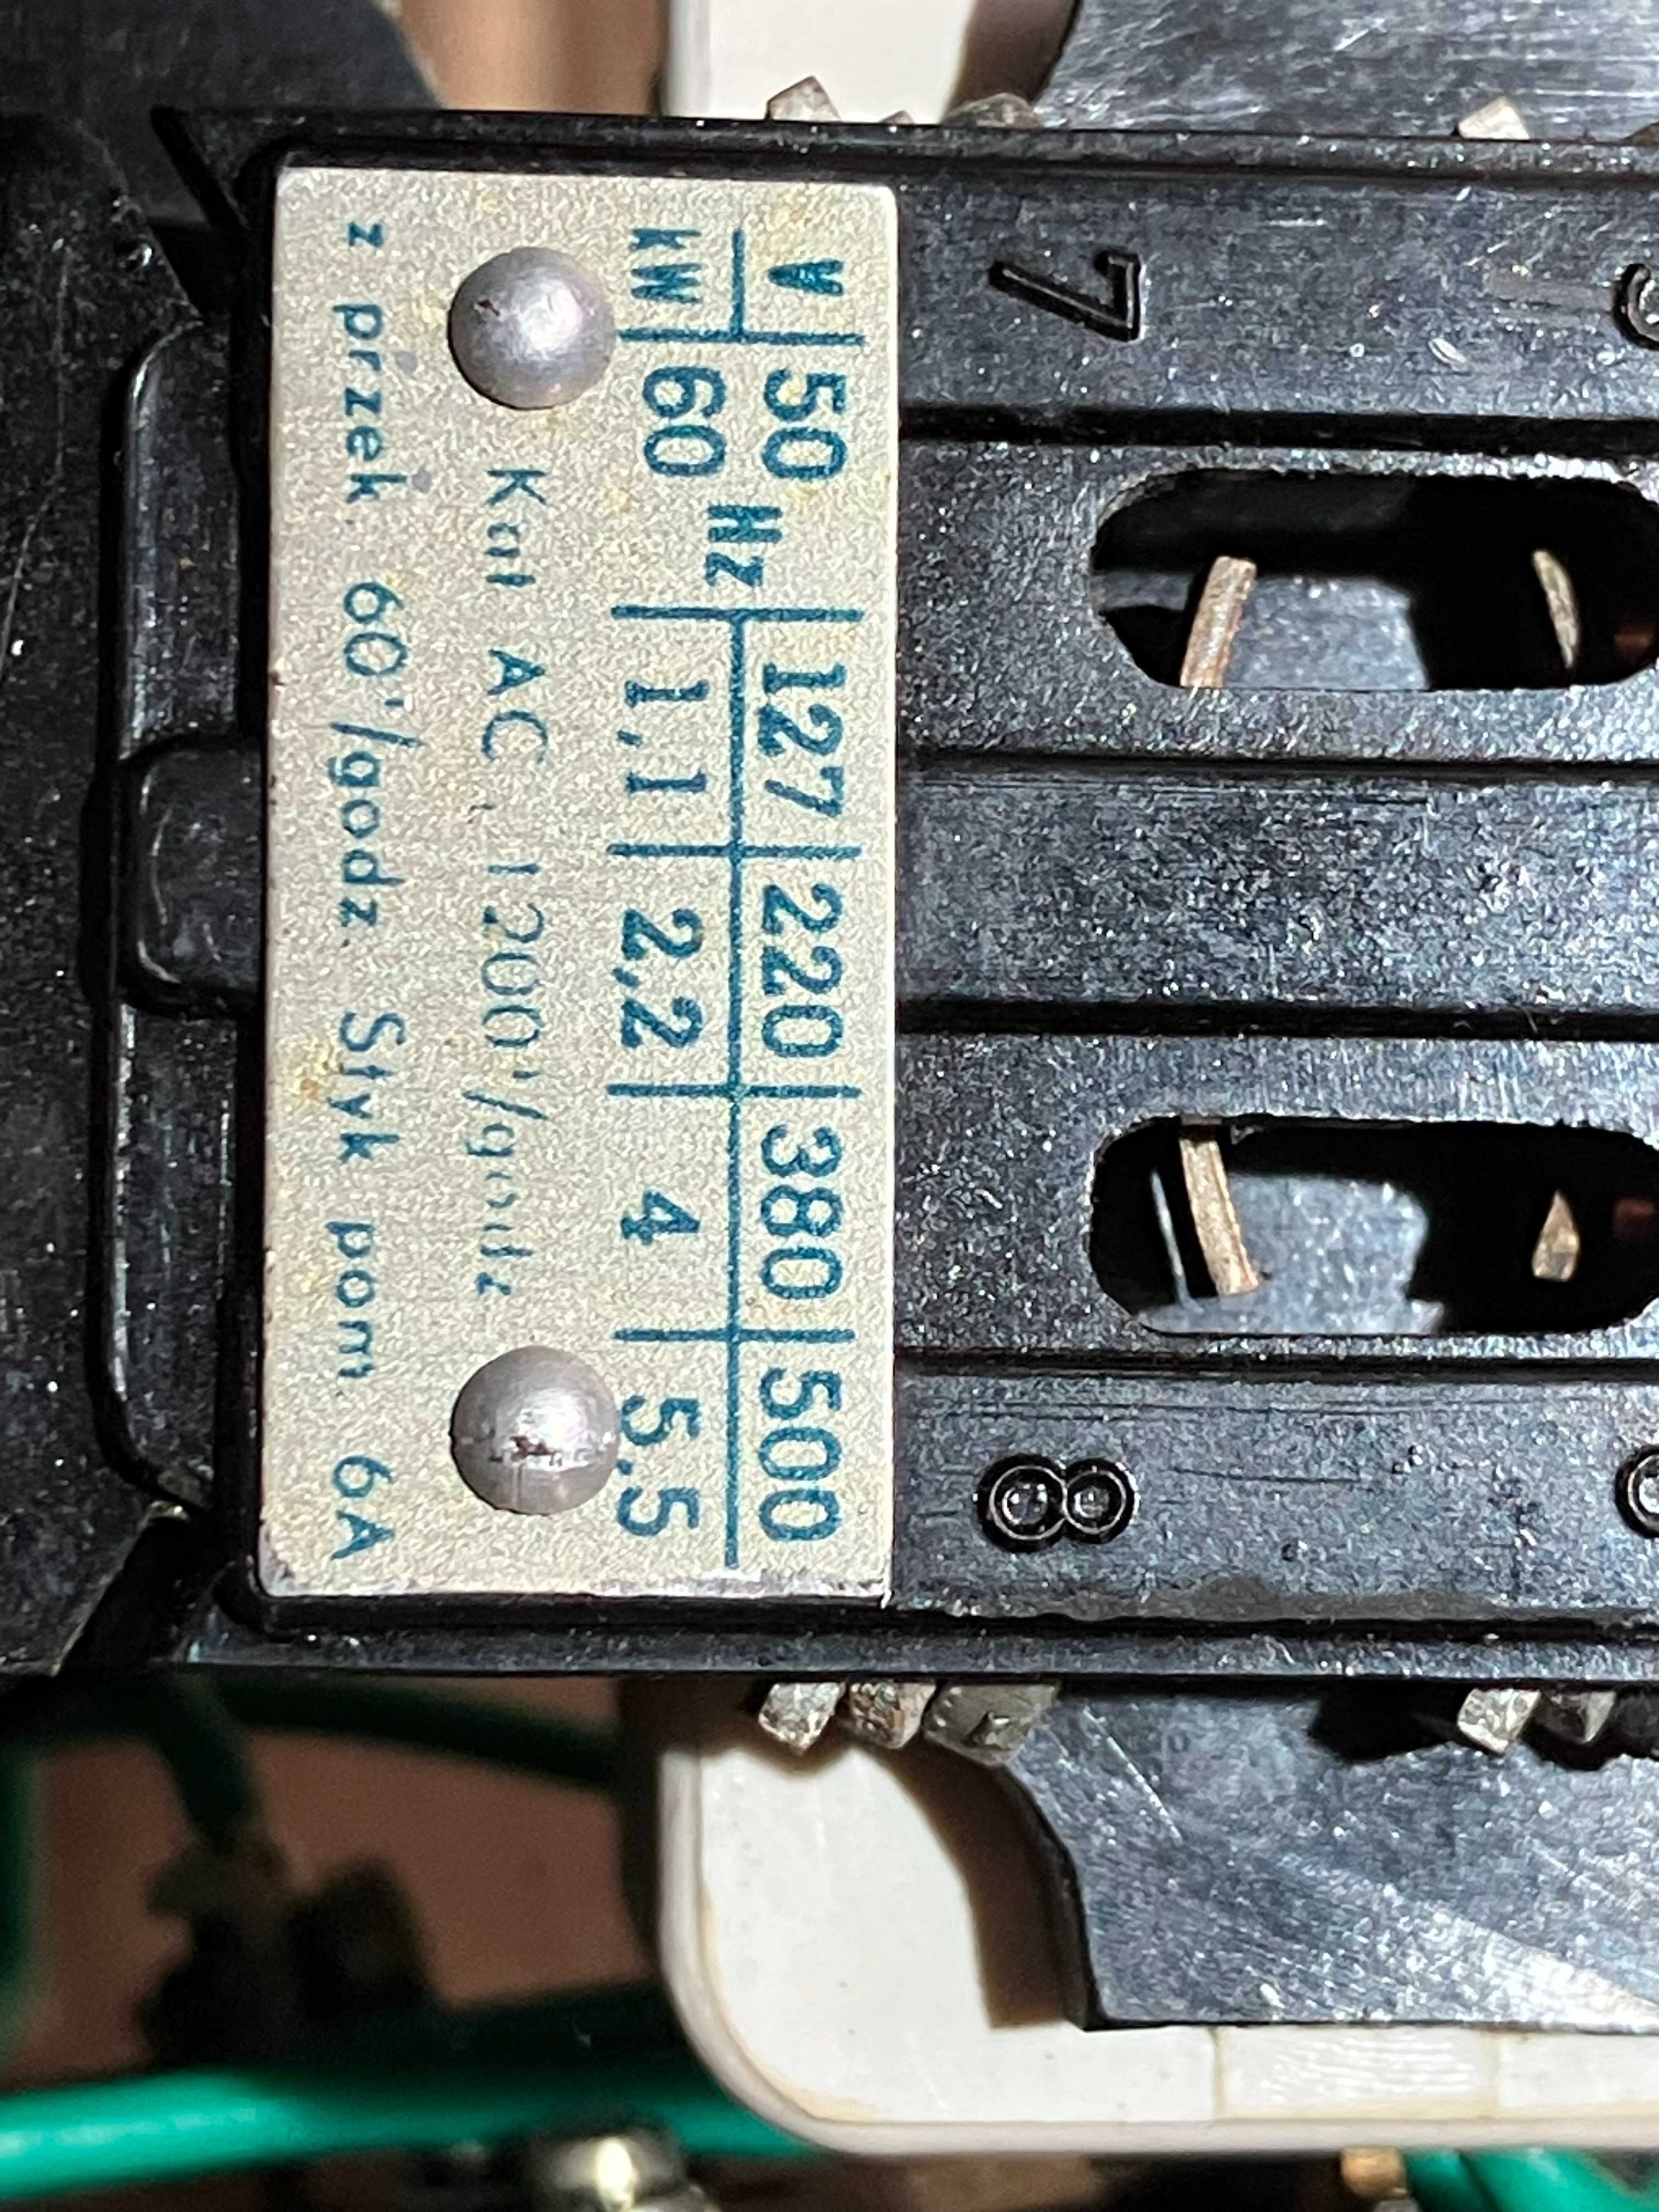 V 50 Hz 127 220 380 500
kW 60 1,1 2,2 4 5,5
Kat AC, 1200'/godz
z przek. 60'/godz. Styk pom. 6A
7
8